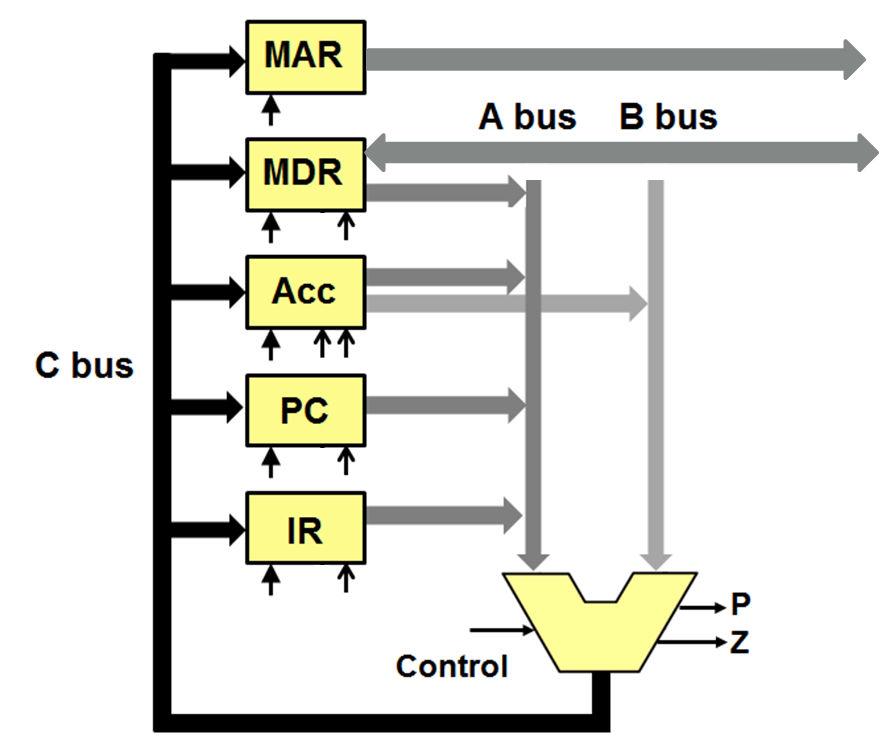 MAR
A bus B bus
MDR
Acc
C bus
PC
IR
P
Z
Control